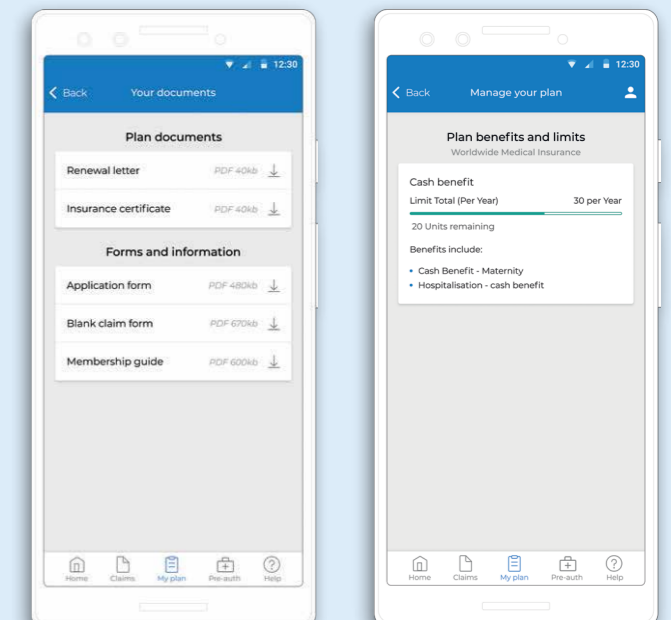 12:30
Back Your documents
Plan documents
Renewal letter PDF 40kb
Insurance certificate PDF 40kb
Forms and information
Application form PDF 480kb
Blank claim form PDF 670kb
Membership guide PDF 600kb
Home Claims My plan Pre-auth Help
12:30
Back Manage your plan
Plan benefits and limits
Worldwide Medical Insurance
Cash benefit
Limit Total (Per Year) 30 per Year
20 Units remaining
Benefits include:
• Cash Benefit - Maternity
• Hospitalisation - cash benefit
Home Claims My plan Pre-auth Help